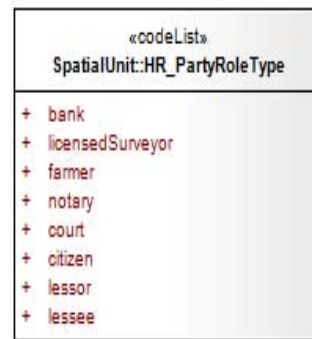 «codeList»
SpatialUnit::HR_PartyRoleType
+ bank
+ licensedSurveyor
+ farmer
+ notary
+ court
+ citizen
+ lessor
+ lessee